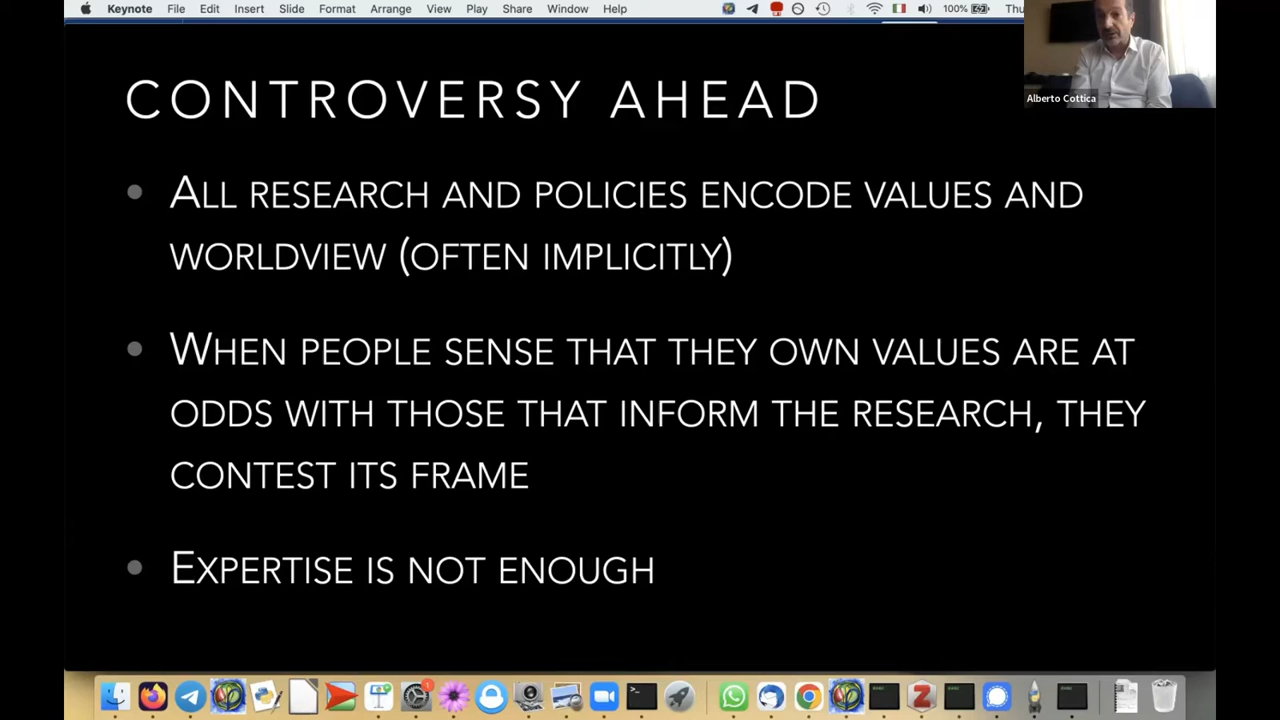 Keynote File Edit Insert Slide Format Arrange View Play Share Window Help 100% Thu
Alberto Cottica
CONTROVERSY AHEAD
• ALL RESEARCH AND POLICIES ENCODE VALUES AND
WORLDVIEW (OFTEN IMPLICITLY)
• WHEN PEOPLE SENSE THAT THEY OWN VALUES ARE AT
ODDS WITH THOSE THAT INFORM THE RESEARCH, THEY
CONTEST ITS FRAME
• EXPERTISE IS NOT ENOUGH